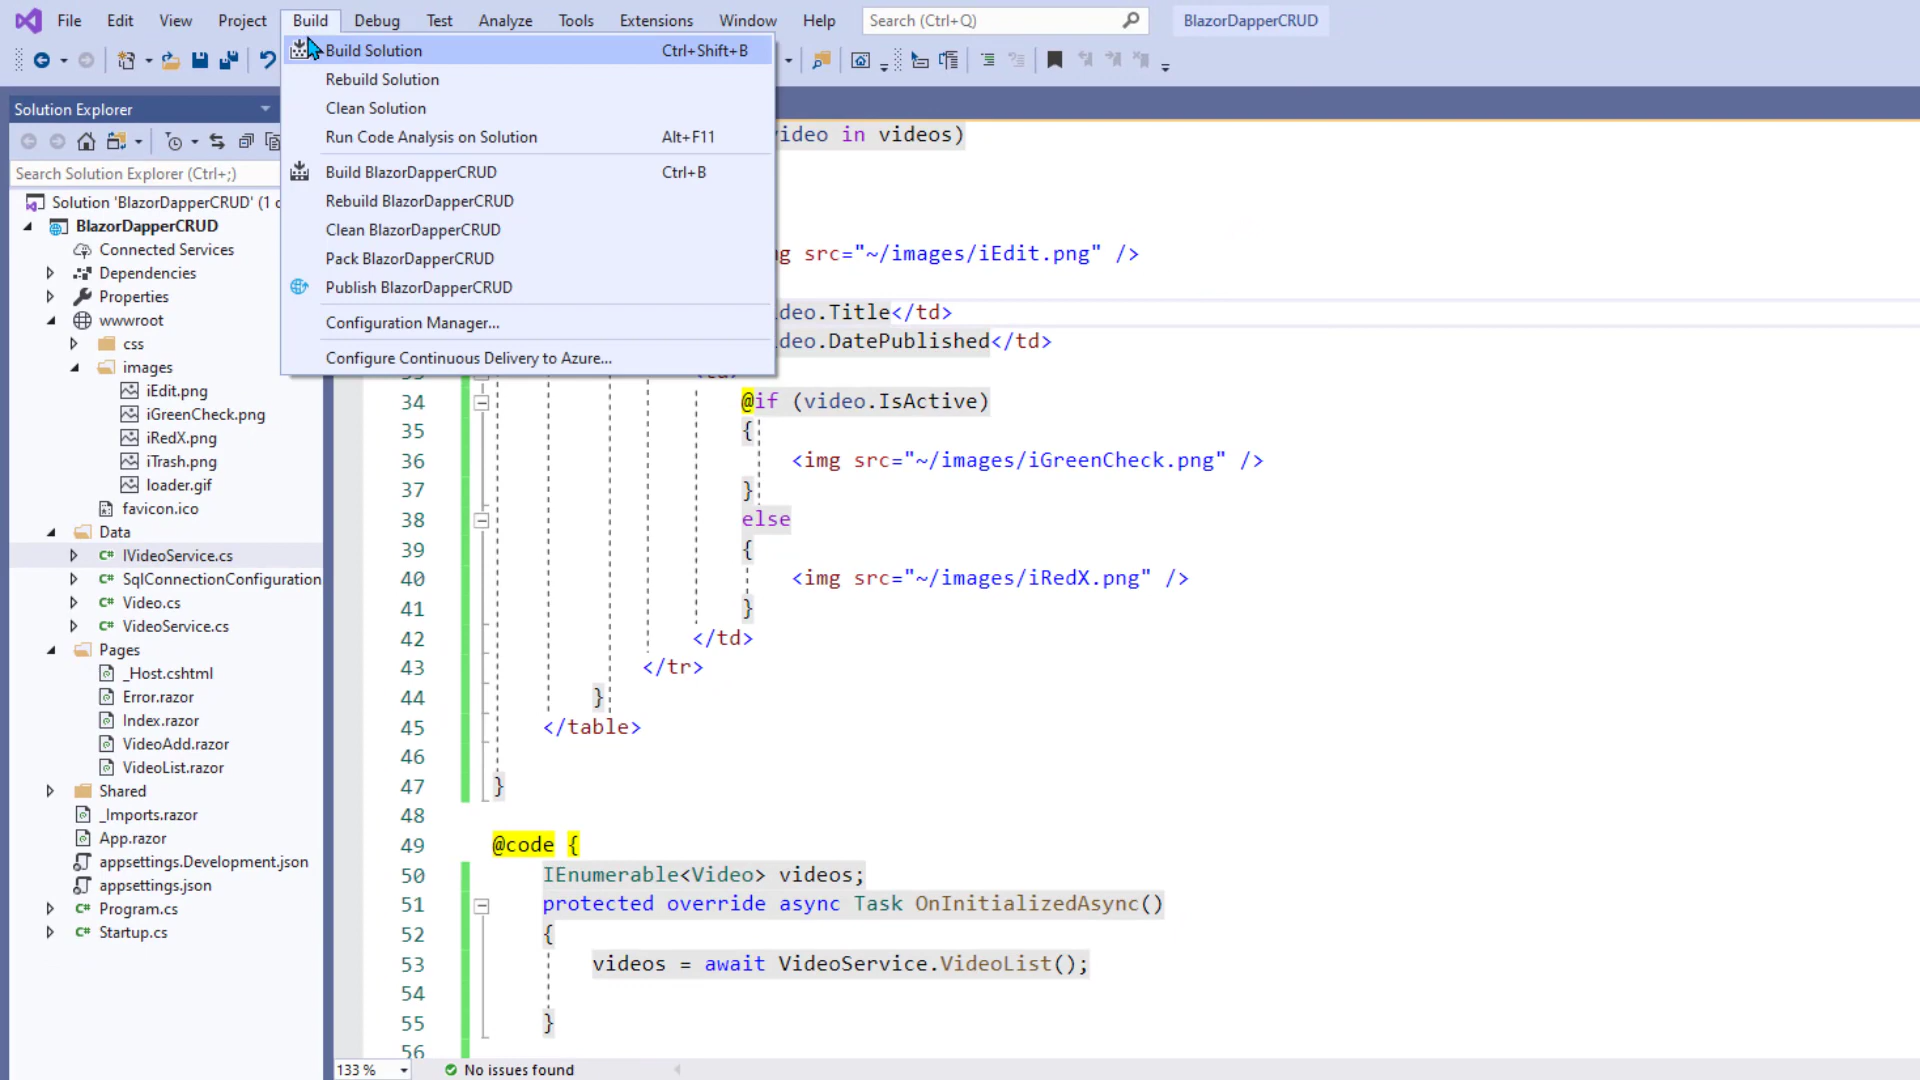 File Edit View Project Build Debug Test Analyze Tools Extensions Window Help Search (Ctrl+Q) BlazorDapperCRUD
Build Solution Ctrl+Shift+B
Rebuild Solution
Clean Solution
Run Code Analysis on Solution Alt+F11
Build BlazorDapperCRUD Ctrl+B
Rebuild BlazorDapperCRUD
Clean BlazorDapperCRUD
Pack BlazorDapperCRUD
Publish BlazorDapperCRUD
Configuration Manager...
Configure Continuous Delivery to Azure...
Solution Explorer
Search Solution Explorer (Ctrl+;)
Solution 'BlazorDapperCRUD' (1
BlazorDapperCRUD
Connected Services
Dependencies
Properties
wwwroot
css
images
iEdit.png
iGreenCheck.png
iRedX.png
iTrash.png
loader.gif
favicon.ico
Data
C# IVideoService.cs
C# SqlConnectionConfiguration
C# Video.cs
C# VideoService.cs
Pages
_Host.cshtml
Error.razor
Index.razor
VideoAdd.razor
VideoList.razor
Shared
_Imports.razor
App.razor
appsettings.Development.json
appsettings.json
C# Program.cs
C# Startup.cs
in videos)
src="~/images/iEdit.png" />
.Title</td>
.DatePublished</td>
34 @if (video.IsActive)
35 {
36 <img src="~/images/iGreenCheck.png" />
37 }
38 else
39 {
40 <img src="~/images/iRedX.png" />
41 }
42 </td>
43 </tr>
44 }
45 </table>
46
47 }
48
49 @code {
50 IEnumerable<Video> videos;
51 protected override async Task OnInitializedAsync()
52 {
53 videos = await VideoService.VideoList();
54
55 }
56
133 % No issues found